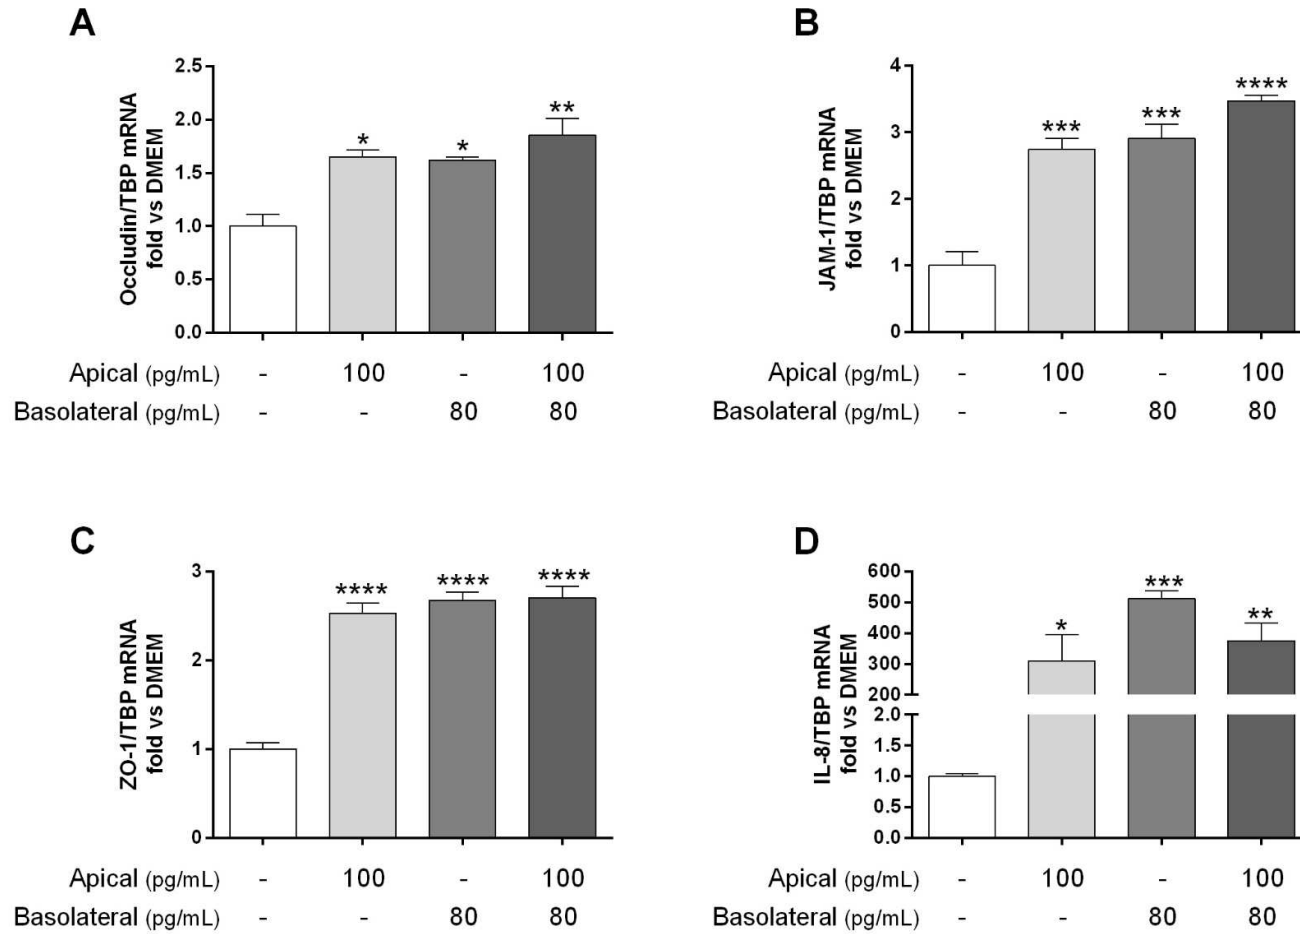 A
Occludin/TBP mRNA
fold vs DMEM
2.5
2.0
1.5
1.0
0.5
0.0
* * **
Apical (pg/mL) - 100 - 100
Basolateral (pg/mL) - - 80 80
B
JAM-1/TBP mRNA
fold vs DMEM
4
3
2
1
0
*** *** ****
Apical (pg/mL) - 100 - 100
Basolateral (pg/mL) - - 80 80
C
ZO-1/TBP mRNA
fold vs DMEM
3
2
1
0
**** **** ****
Apical (pg/mL) - 100 - 100
Basolateral (pg/mL) - - 80 80
D
IL-8/TBP mRNA
fold vs DMEM
600
500
400
300
200
2.0
1.5
1.0
0.5
0.0
* *** **
Apical (pg/mL) - 100 - 100
Basolateral (pg/mL) - - 80 80